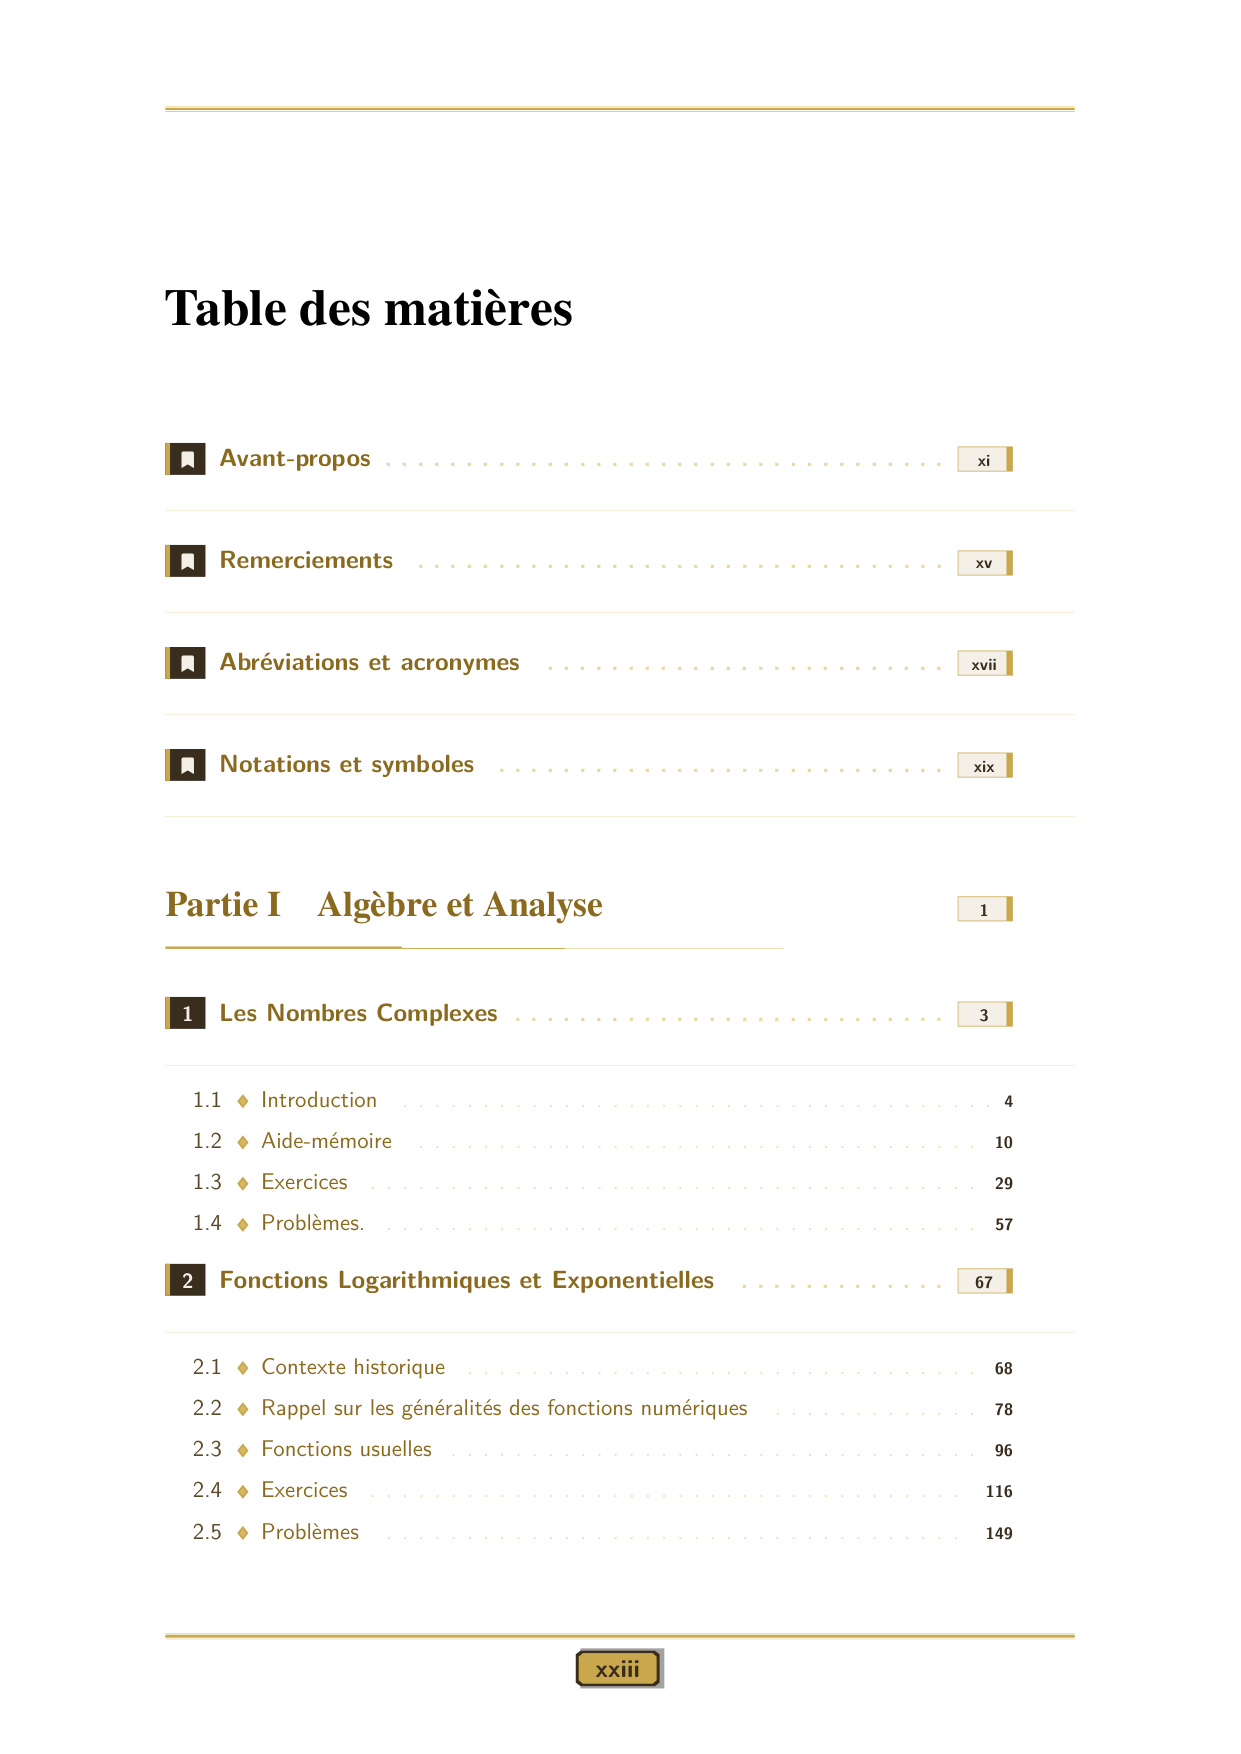 Table des matières
Avant-propos . . . . . . . . . . . . . . . . . . . . . . . . . . . . . . . . . . . xi
Remerciements . . . . . . . . . . . . . . . . . . . . . . . . . . . . . . . . . xv
Abréviations et acronymes . . . . . . . . . . . . . . . . . . . . . . . . . xvii
Notations et symboles . . . . . . . . . . . . . . . . . . . . . . . . . . . . xix
Partie I Algèbre et Analyse 1
1 Les Nombres Complexes . . . . . . . . . . . . . . . . . . . . . . . . . . . 3
1.1 Introduction . . . . . . . . . . . . . . . . . . . . . . . . . . . . . . . . . . . . . 4
1.2 Aide-mémoire . . . . . . . . . . . . . . . . . . . . . . . . . . . . . . . . . . . 10
1.3 Exercices . . . . . . . . . . . . . . . . . . . . . . . . . . . . . . . . . . . . . . 29
1.4 Problèmes. . . . . . . . . . . . . . . . . . . . . . . . . . . . . . . . . . . . . . 57
2 Fonctions Logarithmiques et Exponentielles . . . . . . . . . . . . . 67
2.1 Contexte historique . . . . . . . . . . . . . . . . . . . . . . . . . . . . . . . . 68
2.2 Rappel sur les généralités des fonctions numériques . . . . . . . . . . . . . 78
2.3 Fonctions usuelles . . . . . . . . . . . . . . . . . . . . . . . . . . . . . . . . . 96
2.4 Exercices . . . . . . . . . . . . . . . . . . . . . . . . . . . . . . . . . . . . . 116
2.5 Problèmes . . . . . . . . . . . . . . . . . . . . . . . . . . . . . . . . . . . . 149
xxiii